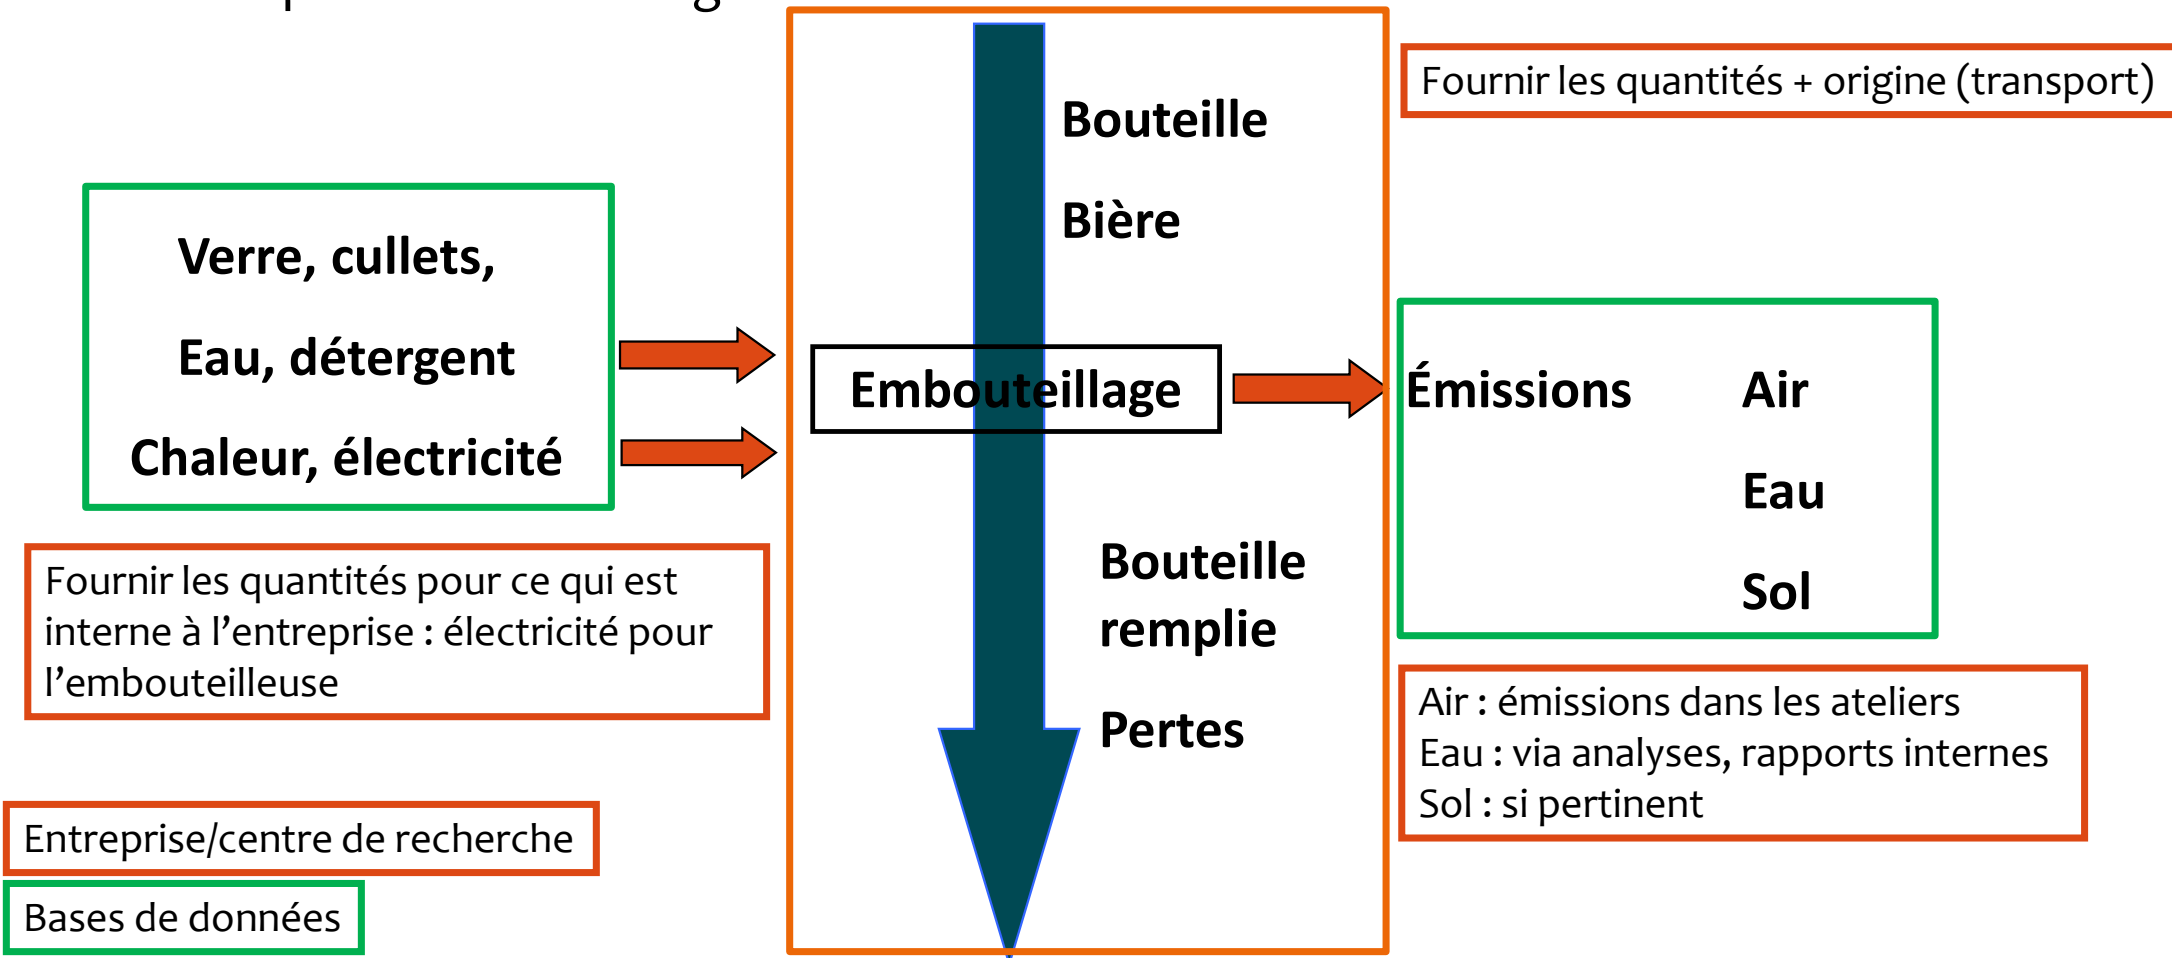 Bouteille
Fournir les quantités + origine (transport)
Bière
Verre, cullets,
Eau, détergent
Chaleur, électricité
Embouteillage
Émissions Air
Eau
Sol
Fournir les quantités pour ce qui est
interne à l’entreprise : électricité pour
l’embouteilleuse
Bouteille
remplie
Pertes
Air : émissions dans les ateliers
Eau : via analyses, rapports internes
Sol : si pertinent
Entreprise/centre de recherche
Bases de données